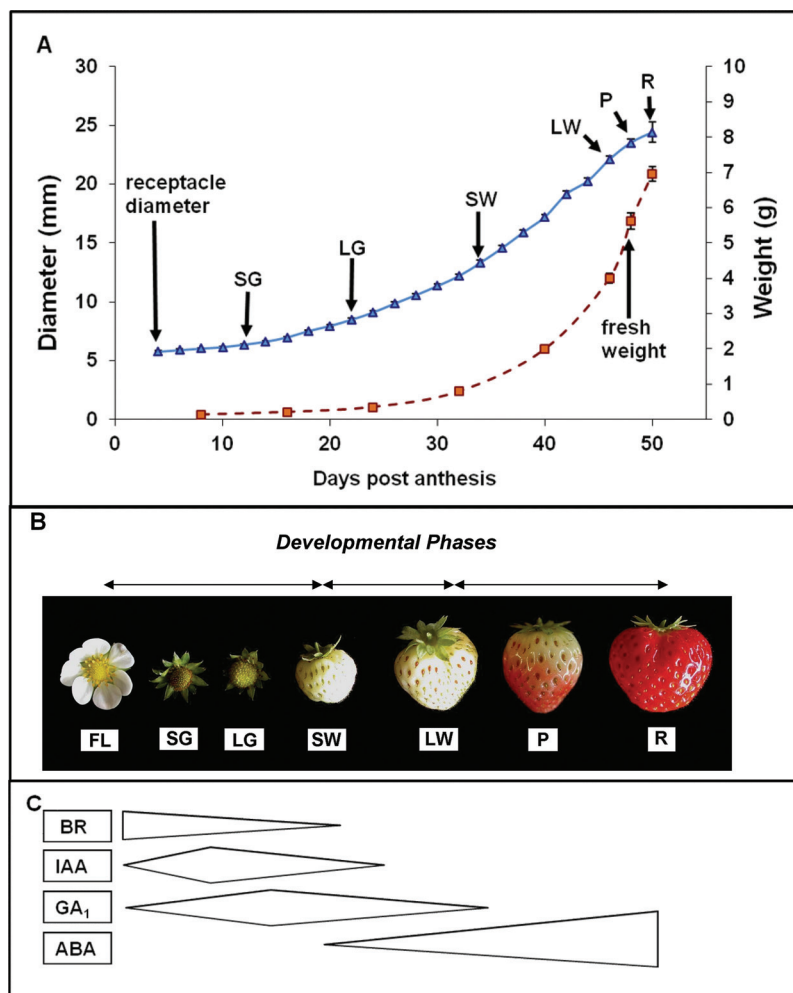 A
30
25
20
15
10
5
0
Diameter (mm)
10
9
8
7
6
5
4
3
2
1
0
Weight (g)
0
10
20
30
40
50
Days post anthesis
receptacle
diameter
SG
LG
SW
LW
P
R
fresh
weight
B
Developmental Phases
FL
SG
LG
SW
LW
P
R
C
BR
IAA
GA₁
ABA